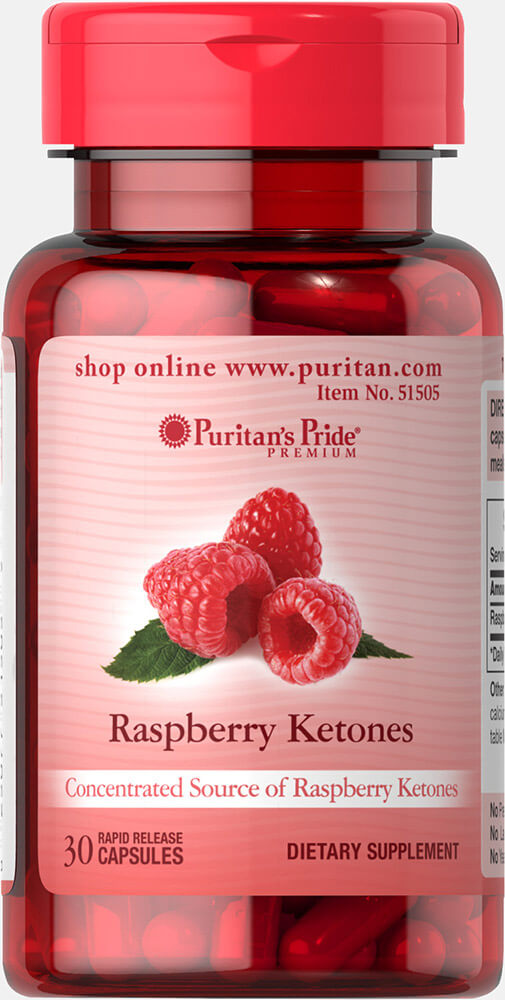 shop online www.puritan.com
Item No. 51505
Puritan's Pride®
PREMIUM
Raspberry Ketones
Concentrated Source of Raspberry Ketones
30 RAPID RELEASE
CAPSULES
DIETARY SUPPLEMENT